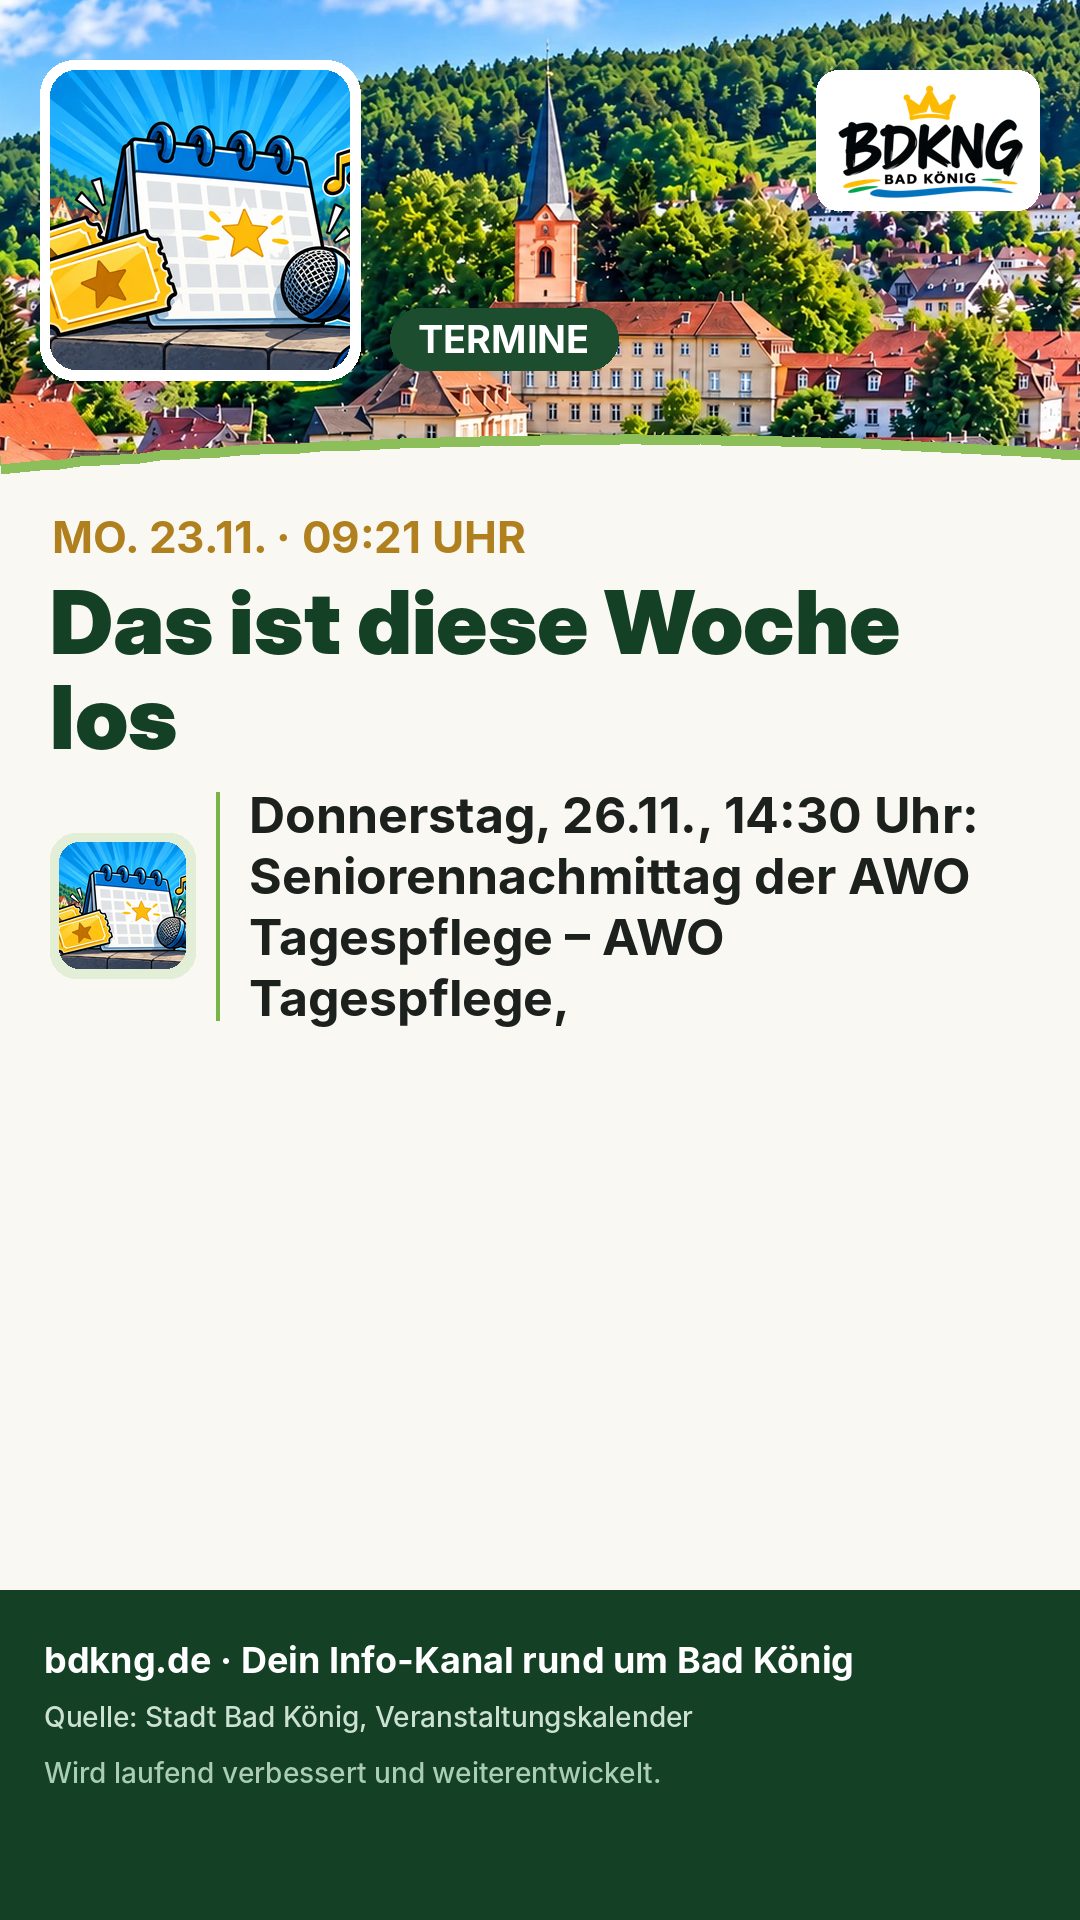 BDKNG
BAD KÖNIG
TERMINE
MO. 23.11. · 09:21 UHR
Das ist diese Woche
los
Donnerstag, 26.11., 14:30 Uhr:
Seniorennachmittag der AWO
Tagespflege – AWO
Tagespflege,
bdkng.de · Dein Info-Kanal rund um Bad König
Quelle: Stadt Bad König, Veranstaltungskalender
Wird laufend verbessert und weiterentwickelt.